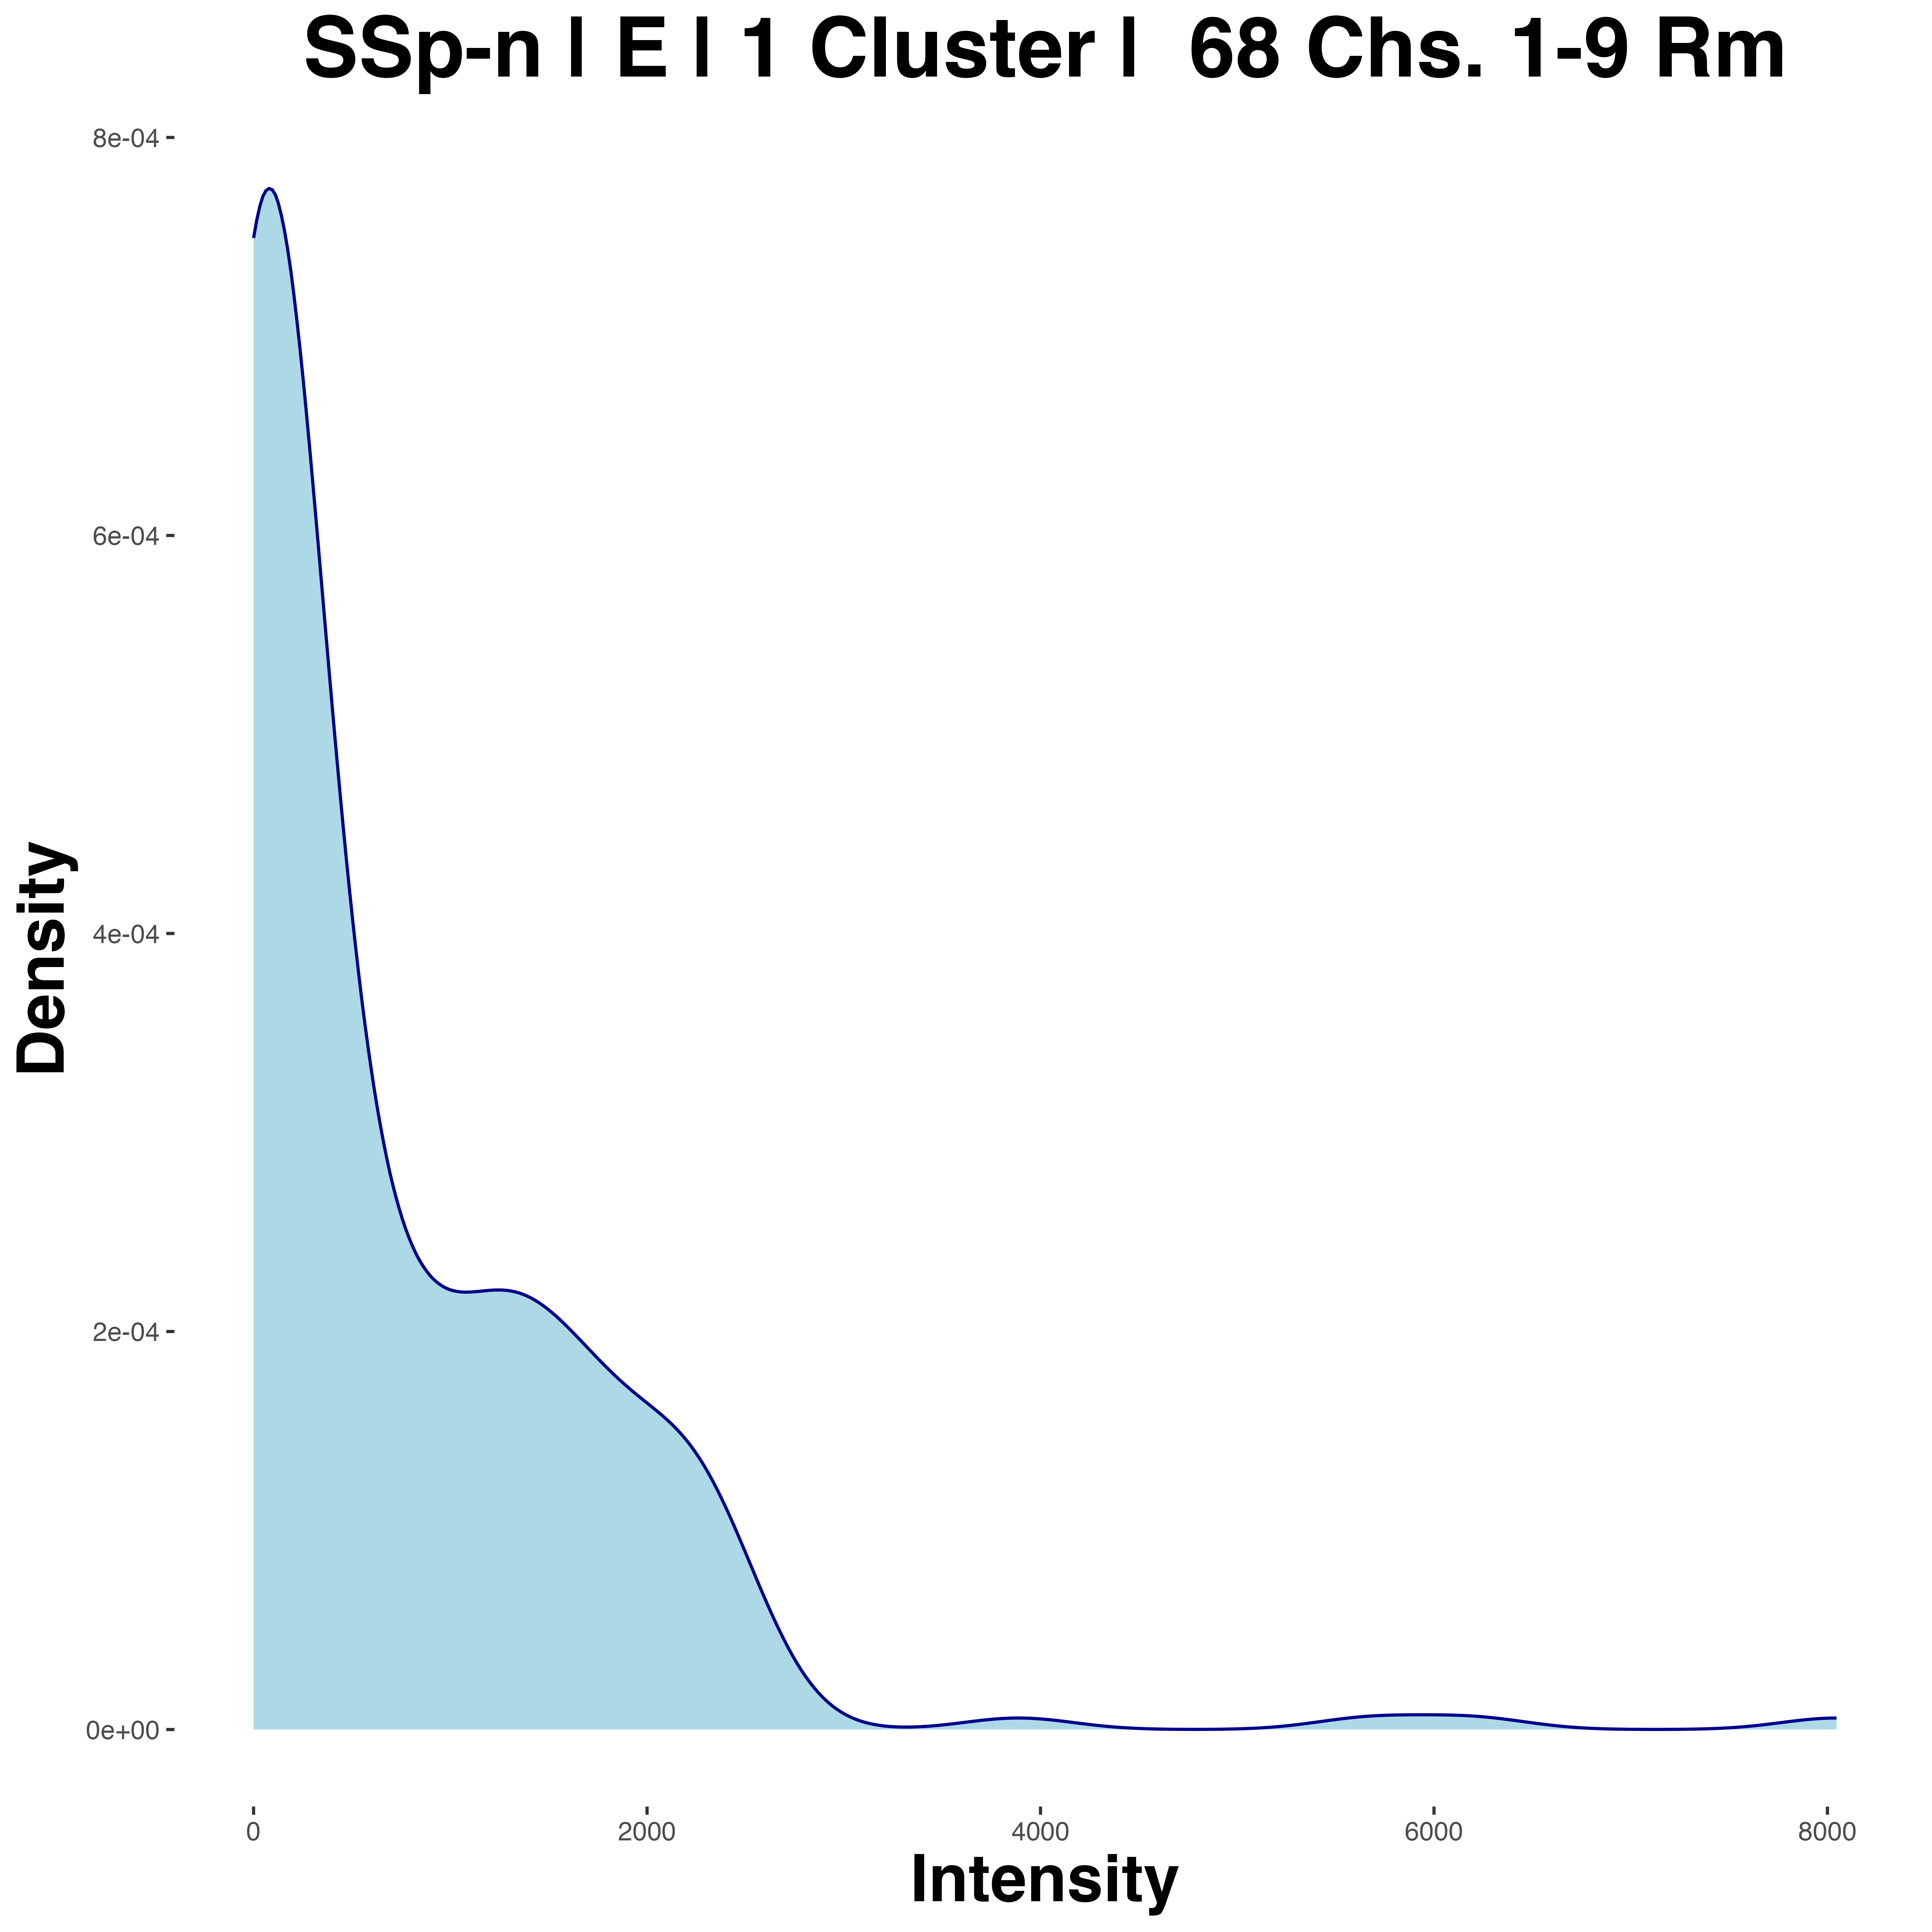 SSp-n | E | 1 Cluster |  68 Chs. 1-9 Rm
8e-04
6e-04
4e-04
2e-04
0e+00
Density
0 2000 4000 6000 8000
Intensity